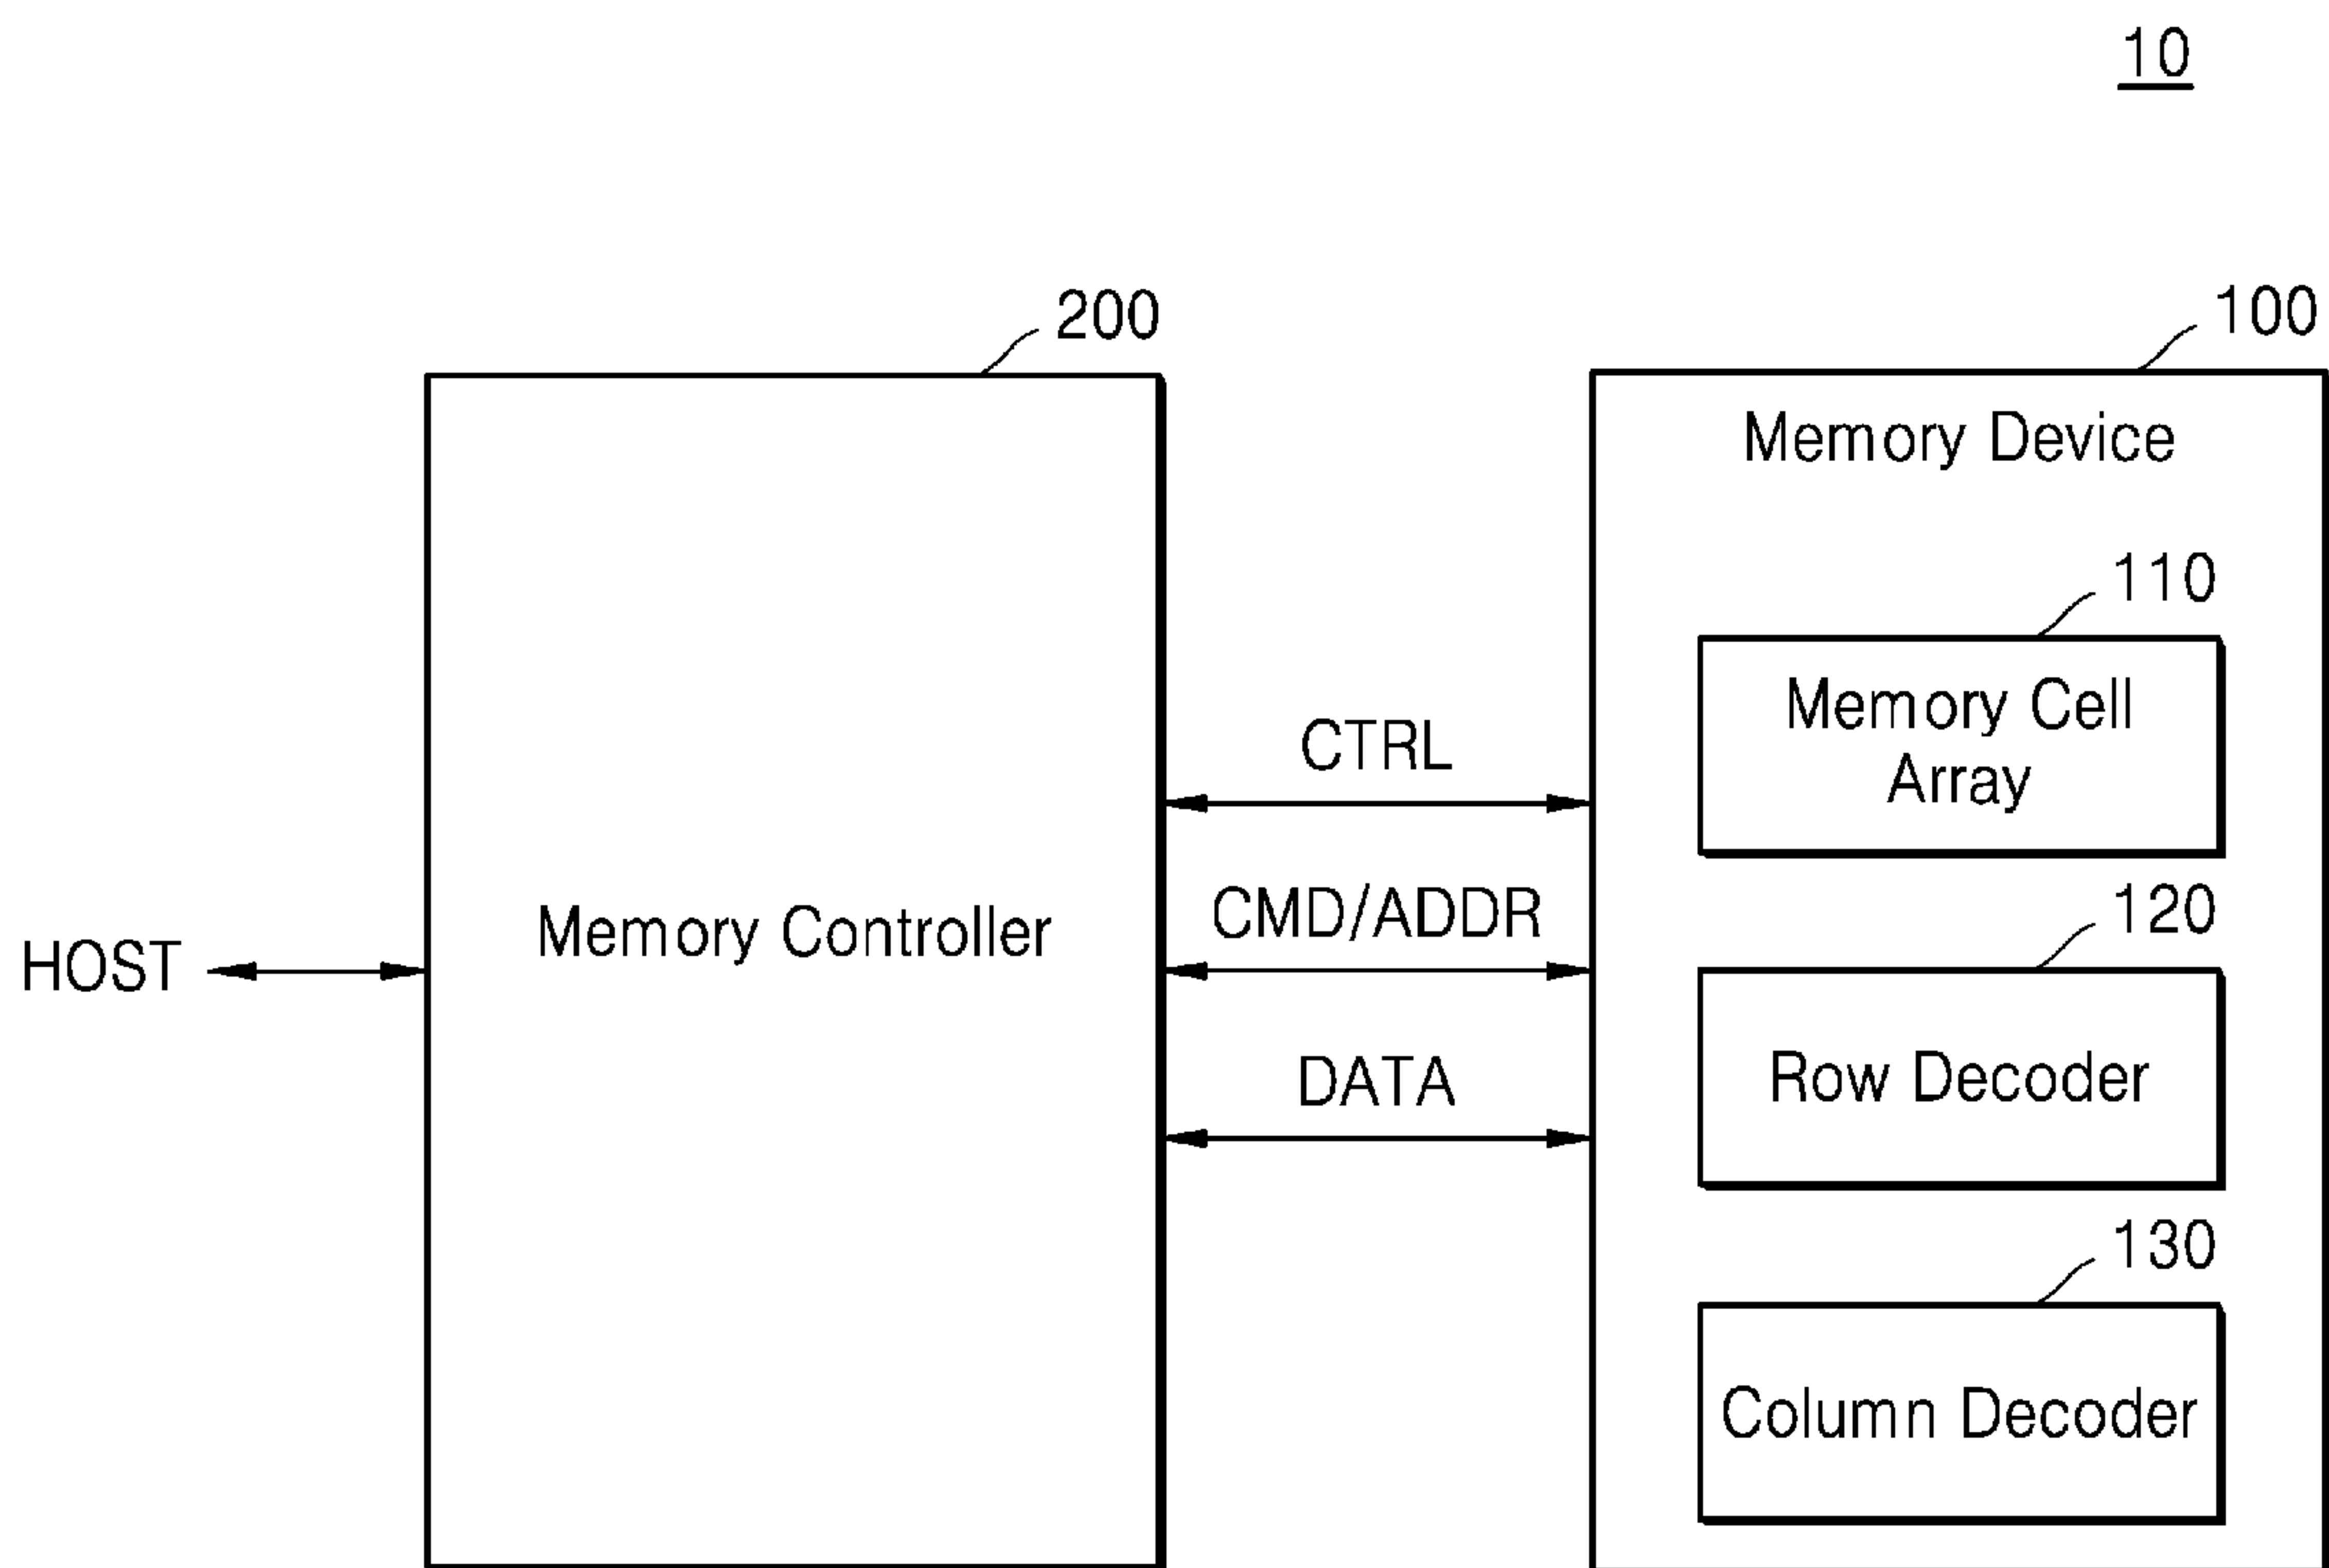 10
200
100
Memory Device
110
Memory Cell
Array
CTRL
CMD/ADDR
DATA
HOST
Memory Controller
120
Row Decoder
130
Column Decoder